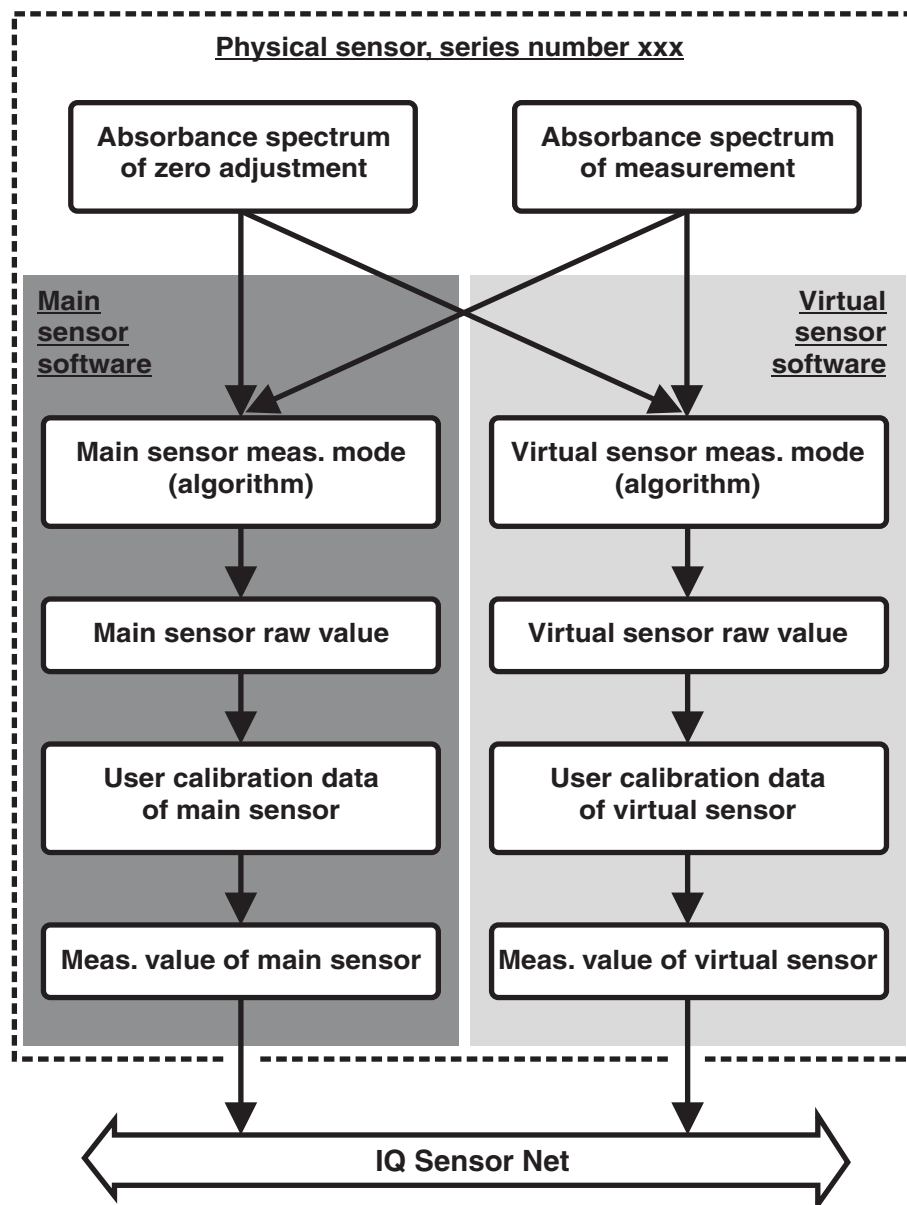 Physical sensor, series number xxx
Absorbance spectrum
of zero adjustment
Absorbance spectrum
of measurement
Main
sensor
software
Virtual
sensor
software
Main sensor meas. mode
(algorithm)
Virtual sensor meas. mode
(algorithm)
Main sensor raw value
Virtual sensor raw value
User calibration data
of main sensor
User calibration data
of virtual sensor
Meas. value of main sensor
Meas. value of virtual sensor
IQ Sensor Net